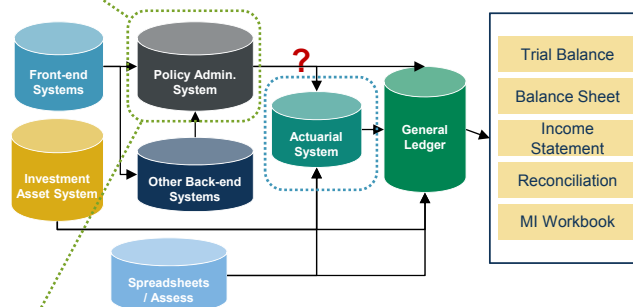 ?
Front-end
Systems
Policy Admin.
System
Actuarial
System
General
Ledger
Investment
Asset System
Other Back-end
Systems
Spreadsheets
/ Assess
Trial Balance
Balance Sheet
Income
Statement
Reconciliation
MI Workbook